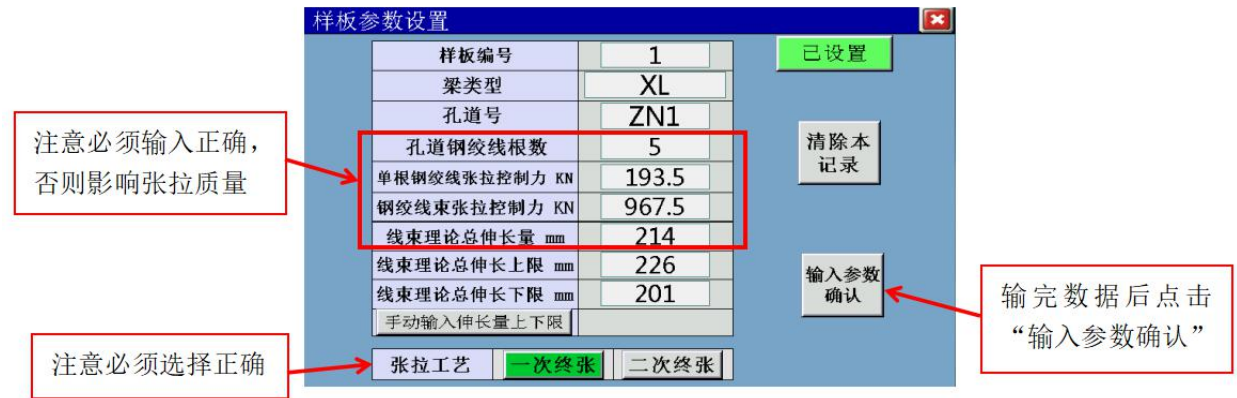 样板参数设置
样板编号 1
已设置
梁类型 XL
孔道号 ZN1
注意必须输入正确，
否则影响张拉质量
孔道钢绞线根数 5
清除本
记录
单根钢绞线张拉控制力 KN 193.5
钢绞线束张拉控制力 KN 967.5
线束理论总伸长量 mm 214
线束理论总伸长上限 mm 226
线束理论总伸长下限 mm 201
输入参数
确认
输完数据后点击
“输入参数确认”
手动输入伸长量上下限
注意必须选择正确
张拉工艺 一次终张 二次终张